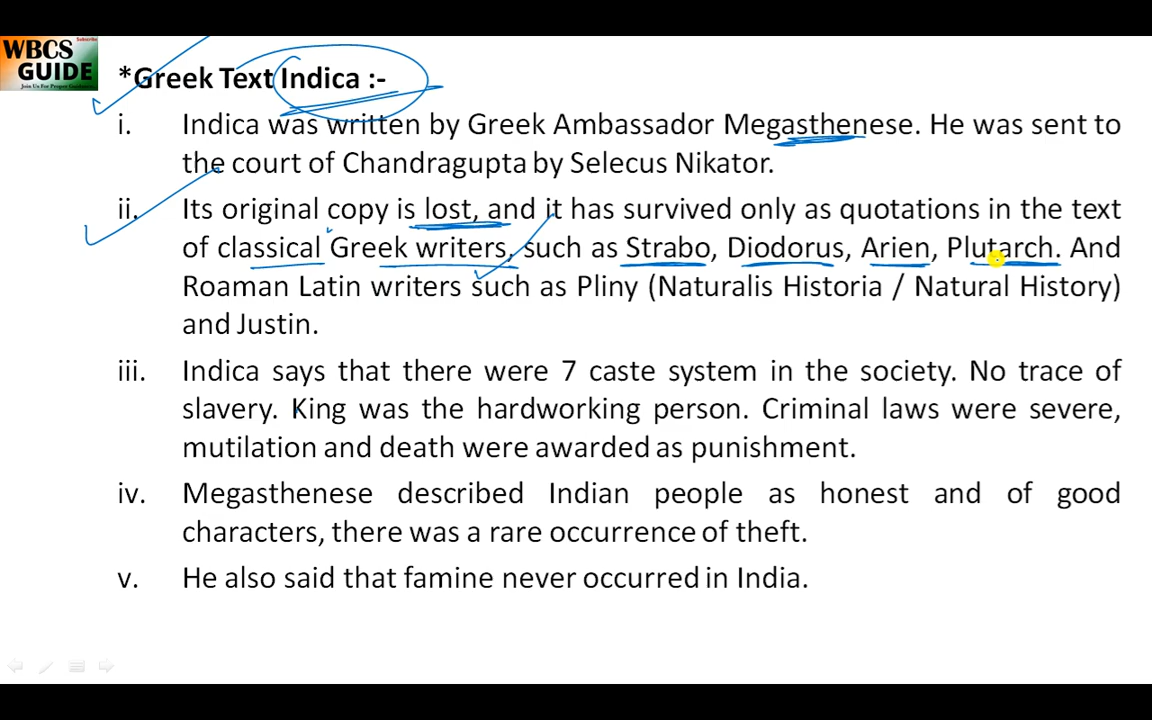 Subscribe
WBCS
GUIDE
Join Us For Proper Guidance
*Greek Text Indica :-
i. Indica was written by Greek Ambassador Megasthenese. He was sent to
the court of Chandragupta by Selecus Nikator.
ii. Its original copy is lost, and it has survived only as quotations in the text
of classical Greek writers, such as Strabo, Diodorus, Arien, Plutarch. And
Roaman Latin writers such as Pliny (Naturalis Historia / Natural History)
and Justin.
iii. Indica says that there were 7 caste system in the society. No trace of
slavery. King was the hardworking person. Criminal laws were severe,
mutilation and death were awarded as punishment.
iv. Megasthenese described Indian people as honest and of good
characters, there was a rare occurrence of theft.
v. He also said that famine never occurred in India.